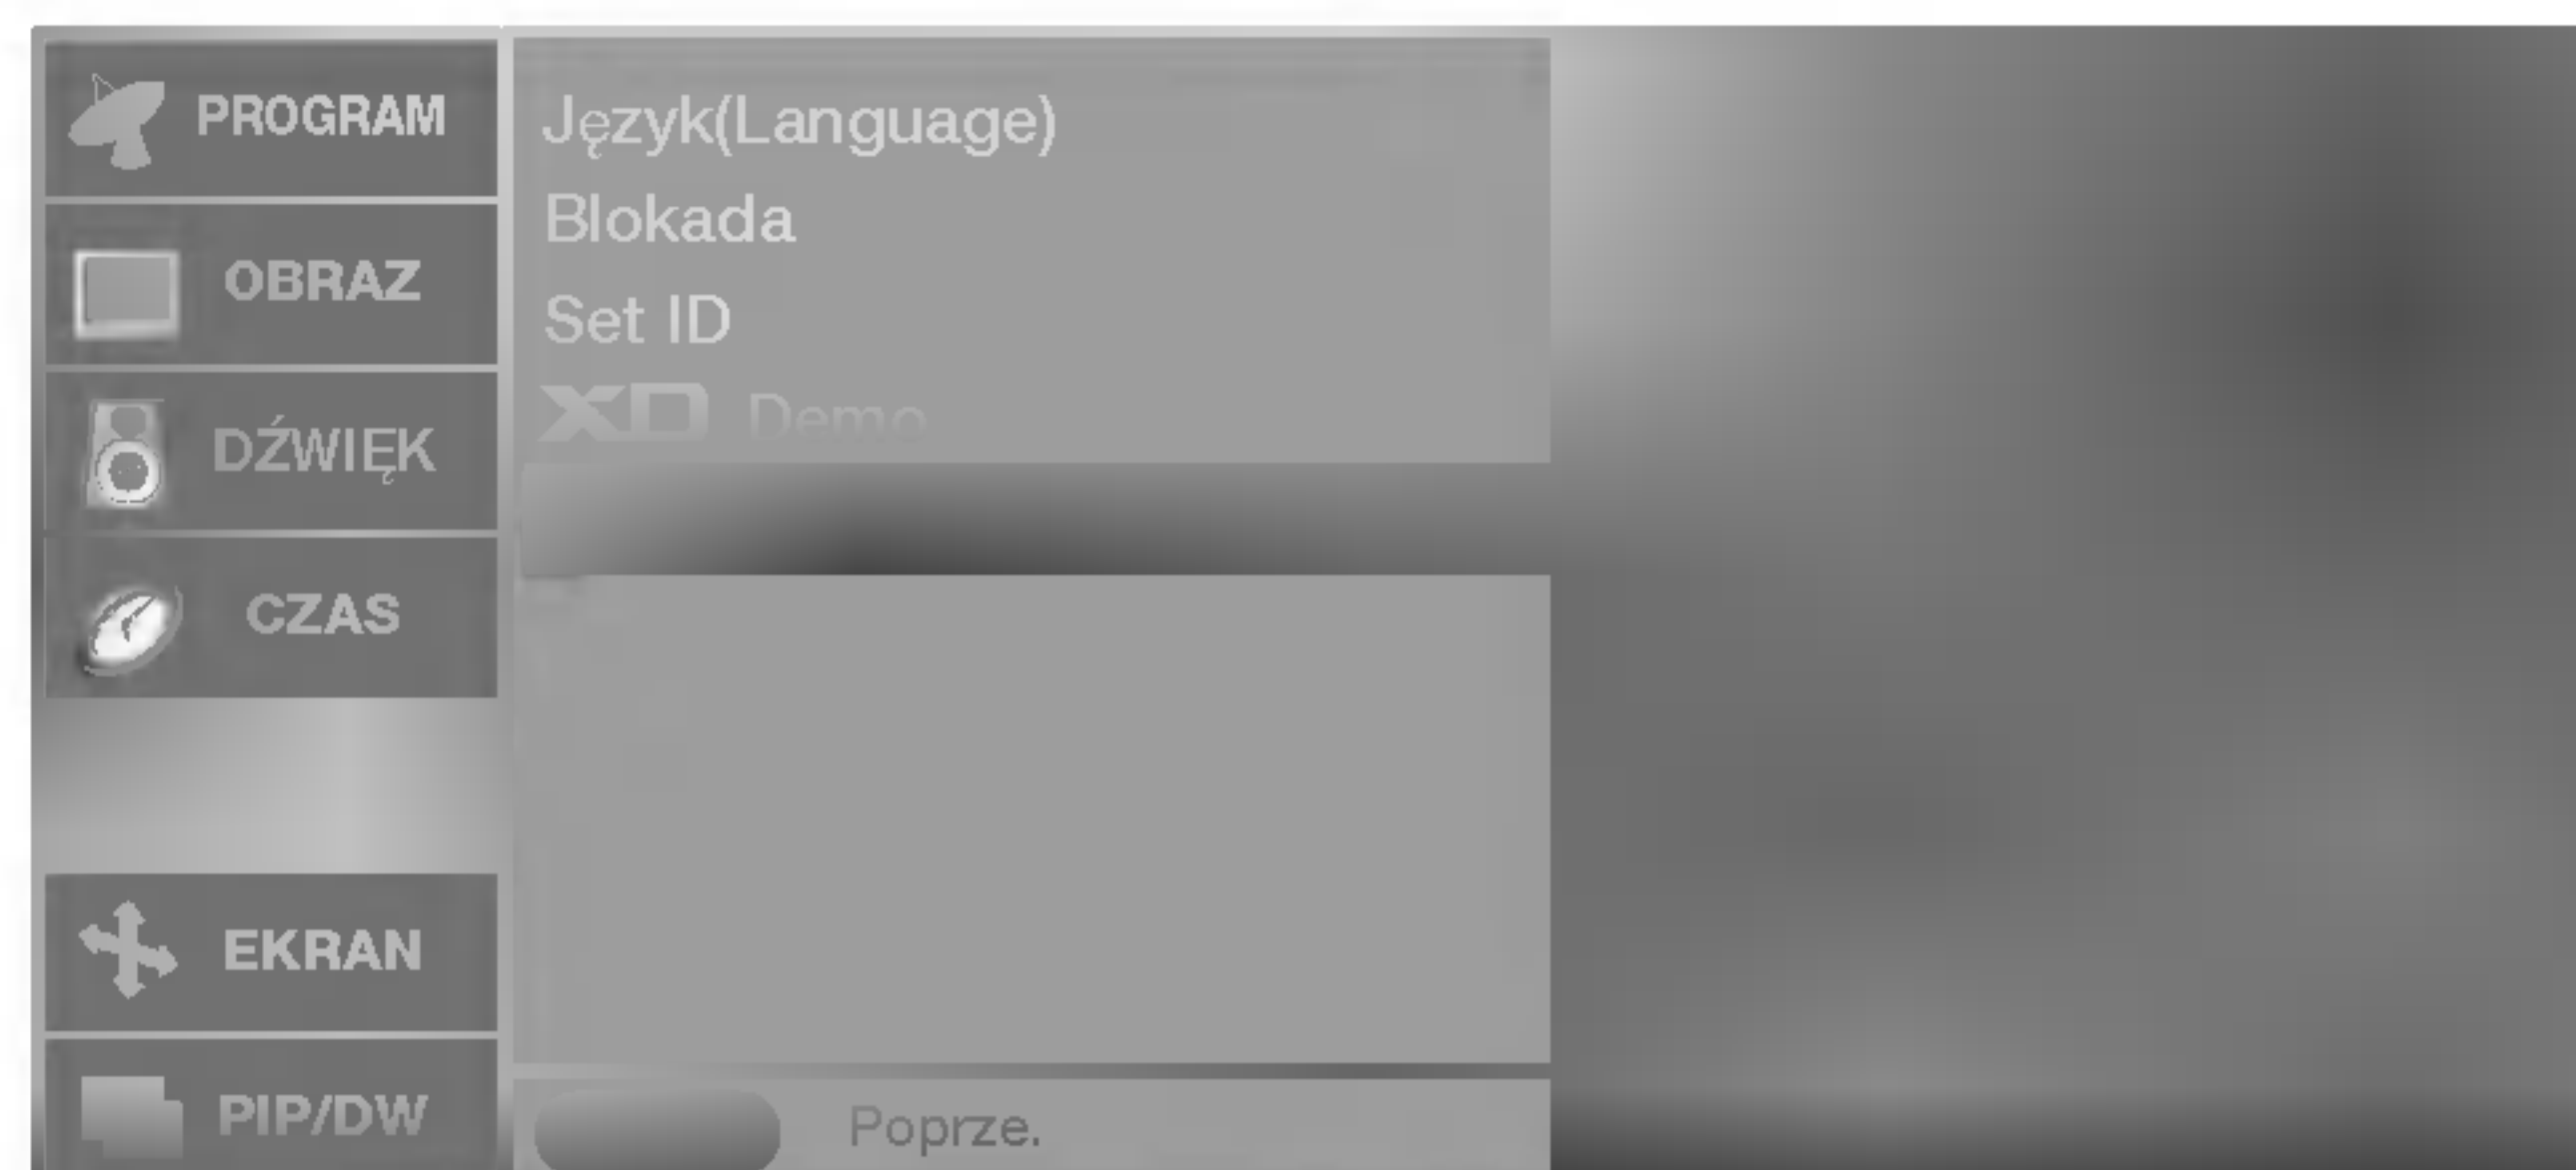 PROGRAM
OBRAZ
DŹWIĘK
CZAS
EKRAN
PIP/DW
Język(Language)
Blokada
Set ID
XD Demo
Poprze.